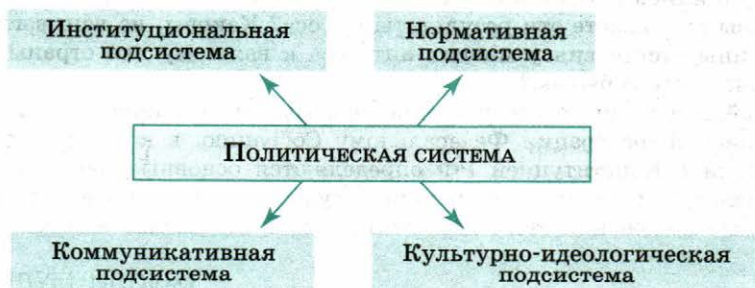 Институциональная
подсистема
Нормативная
подсистема
Политическая система
Коммуникативная
подсистема
Культурно-идеологическая
подсистема